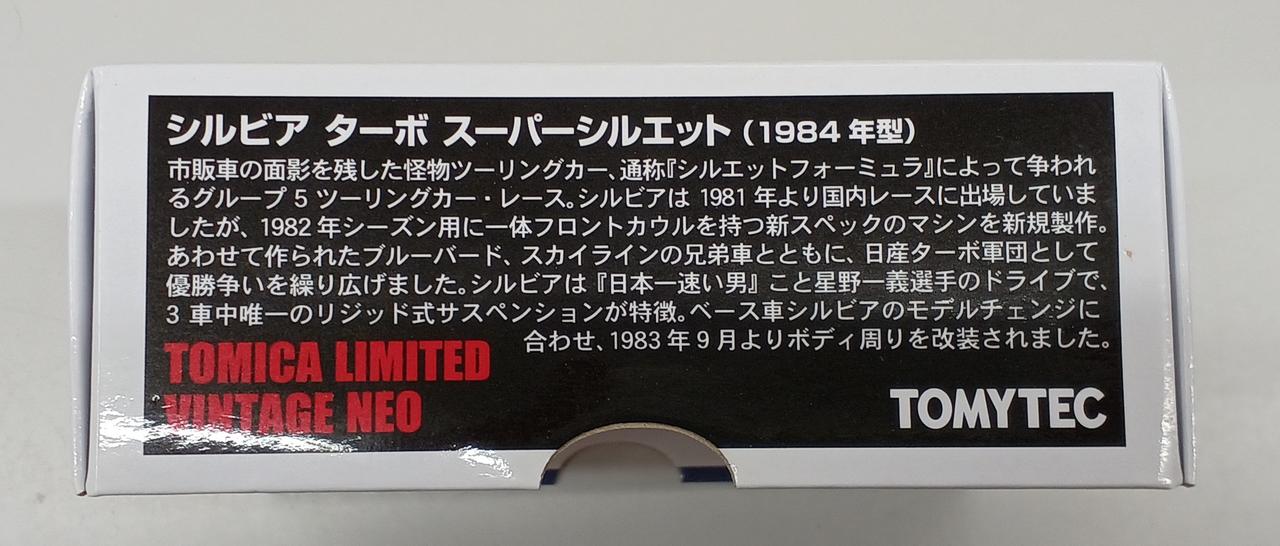 シルビア ターボ スーパーシルエット (1984 年型)
市販車の面影を残した怪物ツーリングカー、通称『シルエットフォーミュラ』によって争われ
るグループ 5 ツーリングカー・レース。シルビアは 1981 年より国内レースに出場していま
したが、1982 年シーズン用に一体フロントカウルを持つ新スペックのマシンを新規製作。
あわせて作られたブルーバード、スカイラインの兄弟車とともに、日産ターボ軍団として
優勝争いを繰り広げました。シルビアは『日本一速い男』こと星野一義選手のドライブで、
3 車中唯一のリジッド式サスペンションが特徴。ベース車シルビアのモデルチェンジに
合わせ、1983 年 9 月よりボディ周りを改装されました。
TOMICA LIMITED
VINTAGE NEO
TOMYTEC